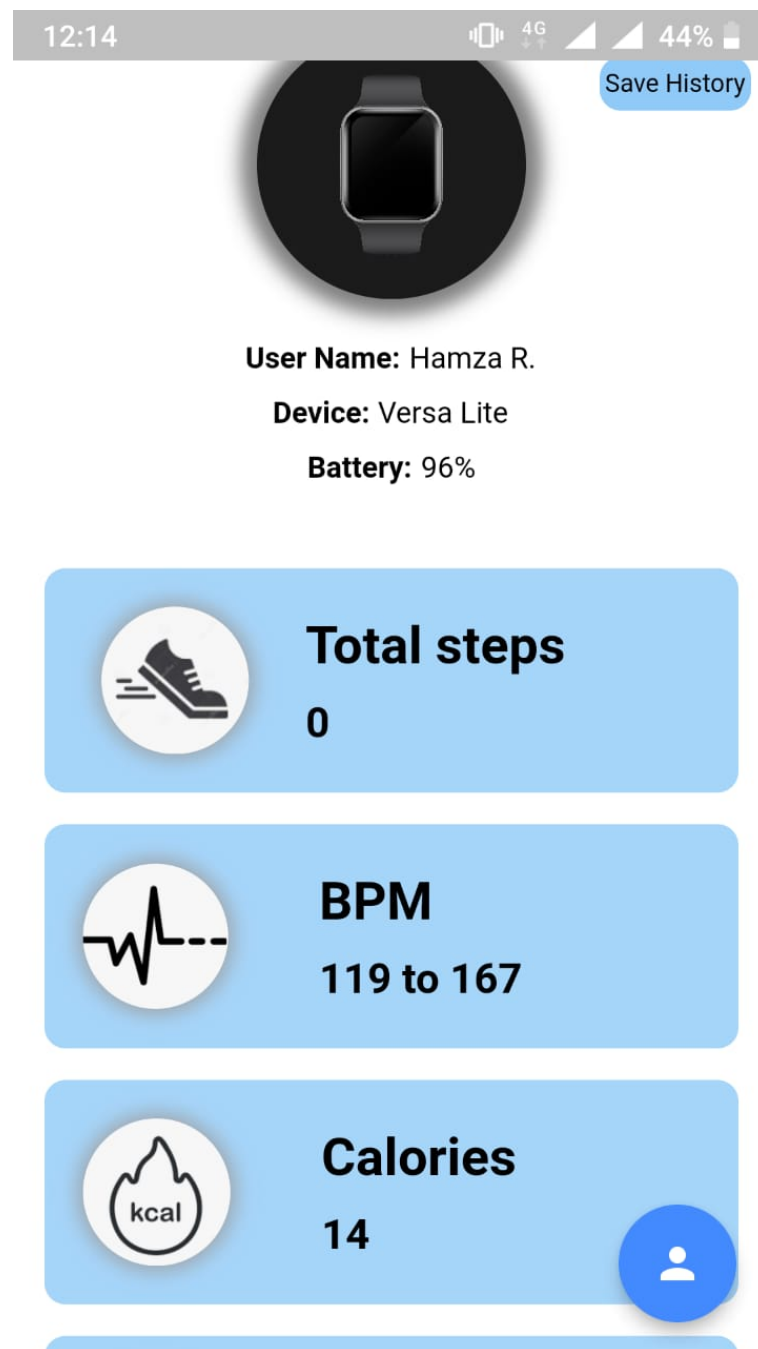 12:14
4G
44%
Save History
User Name: Hamza R.
Device: Versa Lite
Battery: 96%
Total steps
0
BPM
119 to 167
Calories
kcal
14